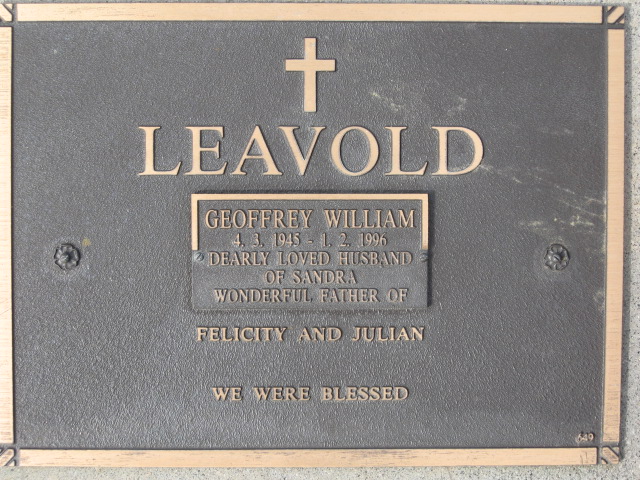 LEAVOLD
GEOFFREY WILLIAM
4. 3. 1945 - 1. 2. 1996
DEARLY LOVED HUSBAND
OF SANDRA
WONDERFUL FATHER OF
FELICITY AND JULIAN
WE WERE BLESSED
649